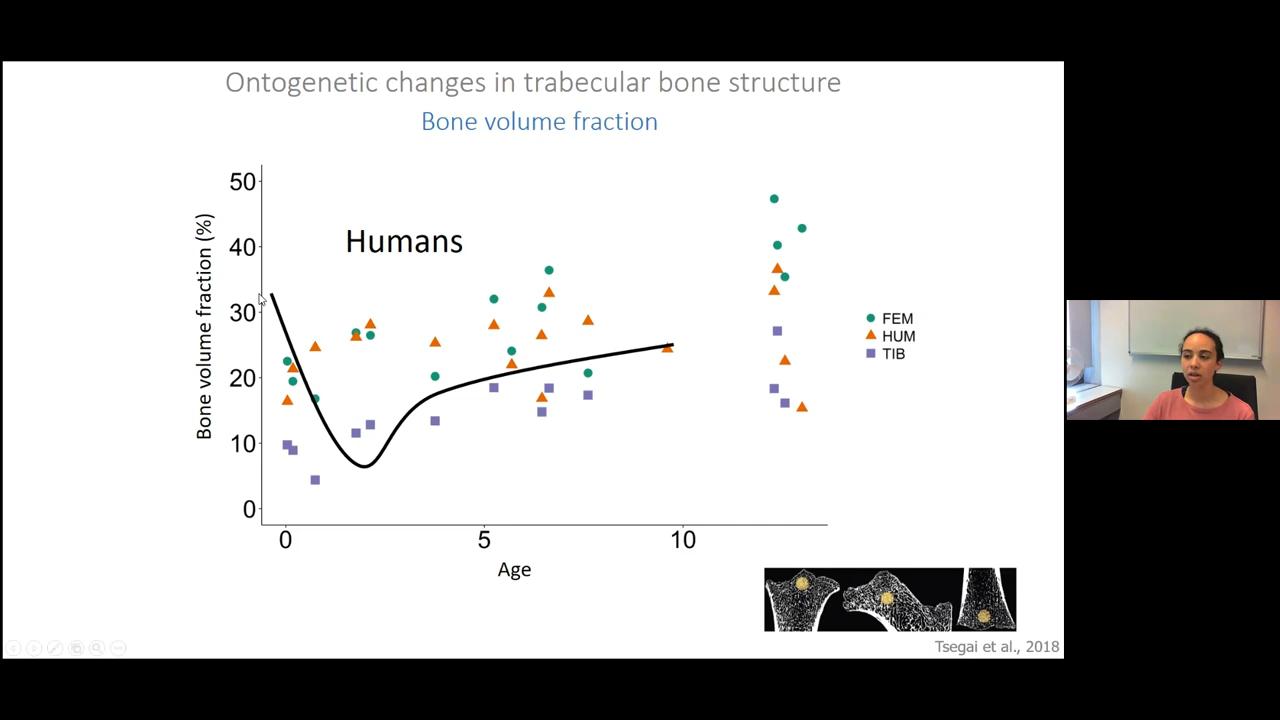 Ontogenetic changes in trabecular bone structure
Bone volume fraction
50
40
30
20
10
0
Bone volume fraction (%)
Humans
0 5 10
Age
FEM
HUM
TIB
Tsegai et al., 2018